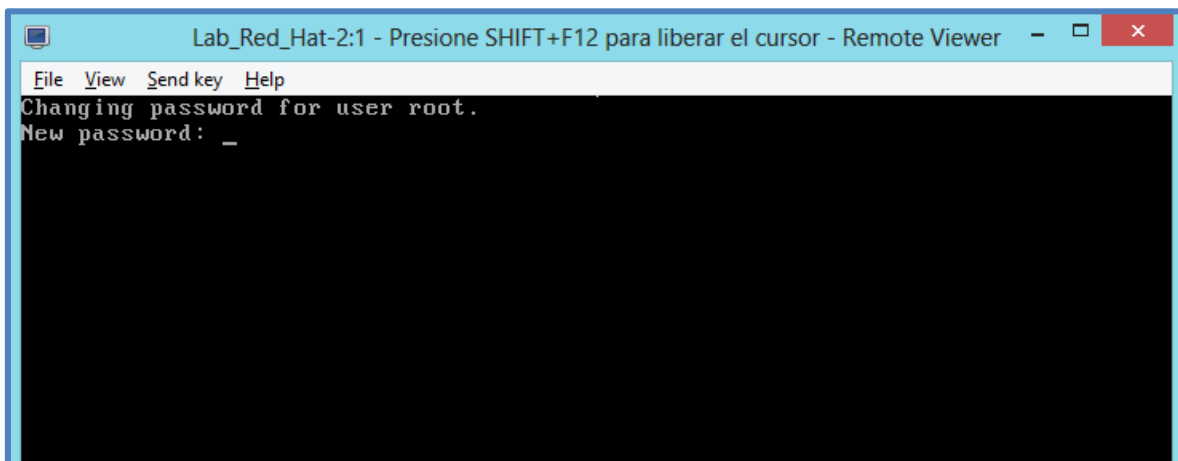 Lab_Red_Hat-2:1 - Presione SHIFT+F12 para liberar el cursor - Remote Viewer
File View Send key Help
Changing password for user root.
New password: _